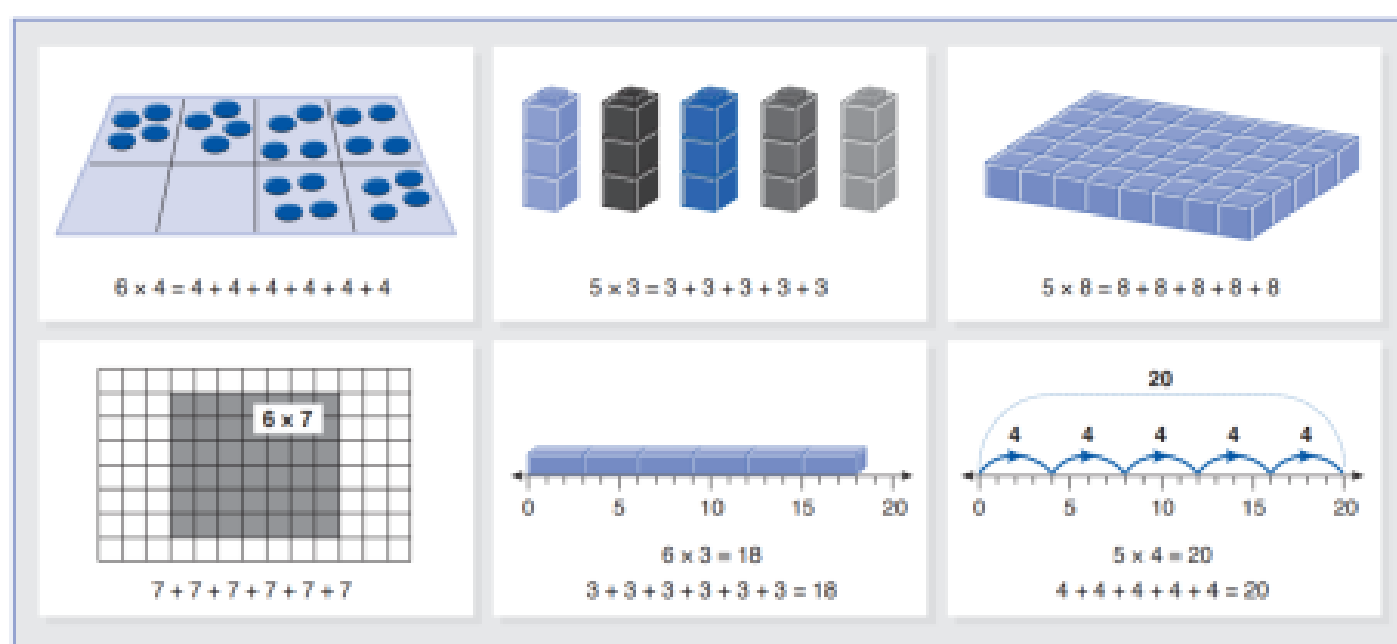 6 × 4 = 4 + 4 + 4 + 4 + 4 + 4
5 × 3 = 3 + 3 + 3 + 3 + 3
5 × 8 = 8 + 8 + 8 + 8 + 8
6 x 7
7 + 7 + 7 + 7 + 7 + 7
0 5 10 15 20
6 x 3 = 18
3 + 3 + 3 + 3 + 3 + 3 = 18
20
4 4 4 4 4
0 5 10 15 20
5 x 4 = 20
4 + 4 + 4 + 4 + 4 = 20